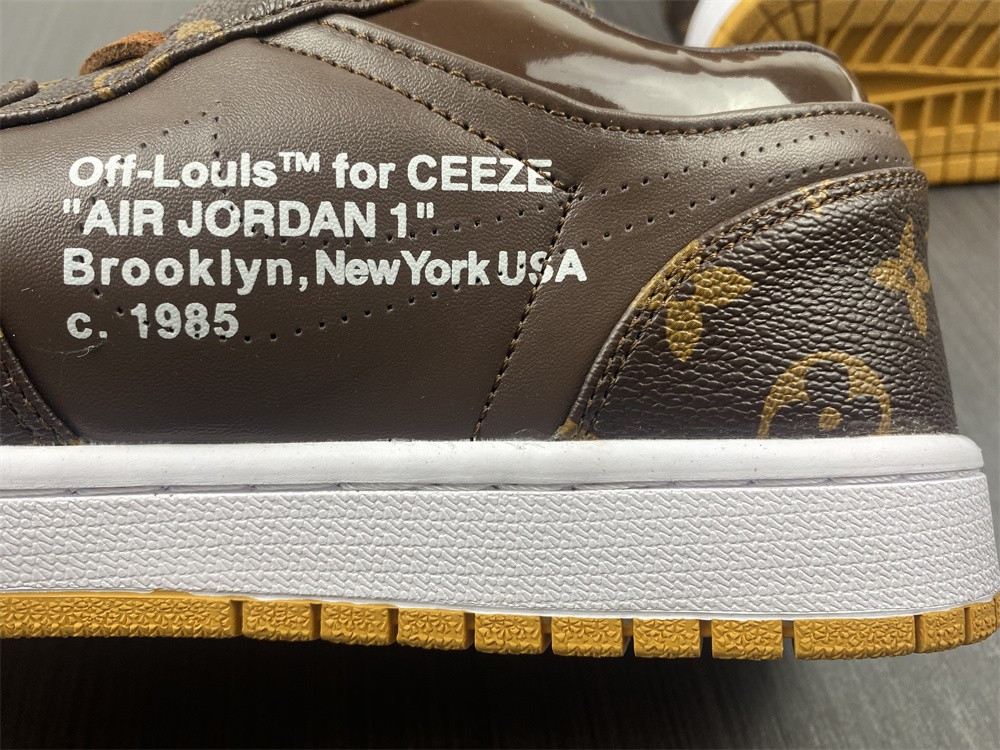 Off-Louis™ for CEEZE
"AIR JORDAN 1"
Brooklyn, New York USA
c. 1985